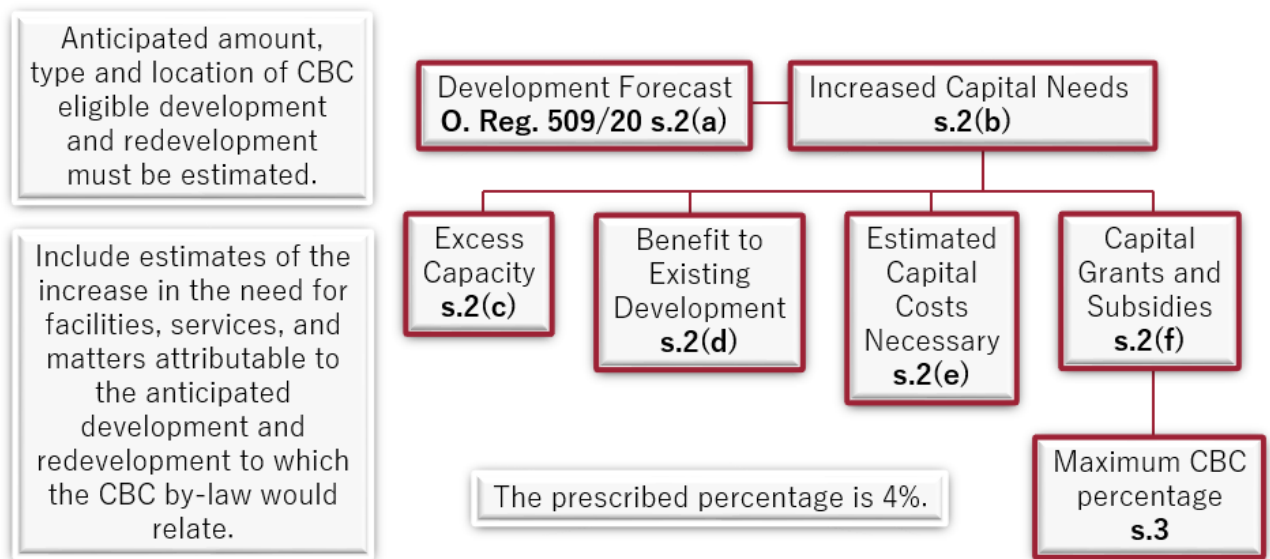 Anticipated amount,
type and location of CBC
eligible development
and redevelopment
must be estimated.
Include estimates of the
increase in the need for
facilities, services, and
matters attributable to
the anticipated
development and
redevelopment to which
the CBC by-law would
relate.
Development Forecast
O. Reg. 509/20 s.2(a)
Increased Capital Needs
s.2(b)
Excess
Capacity
s.2(c)
Benefit to
Existing
Development
s.2(d)
Estimated
Capital
Costs
Necessary
s.2(e)
Capital
Grants and
Subsidies
s.2(f)
Maximum CBC
percentage
s.3
The prescribed percentage is 4%.